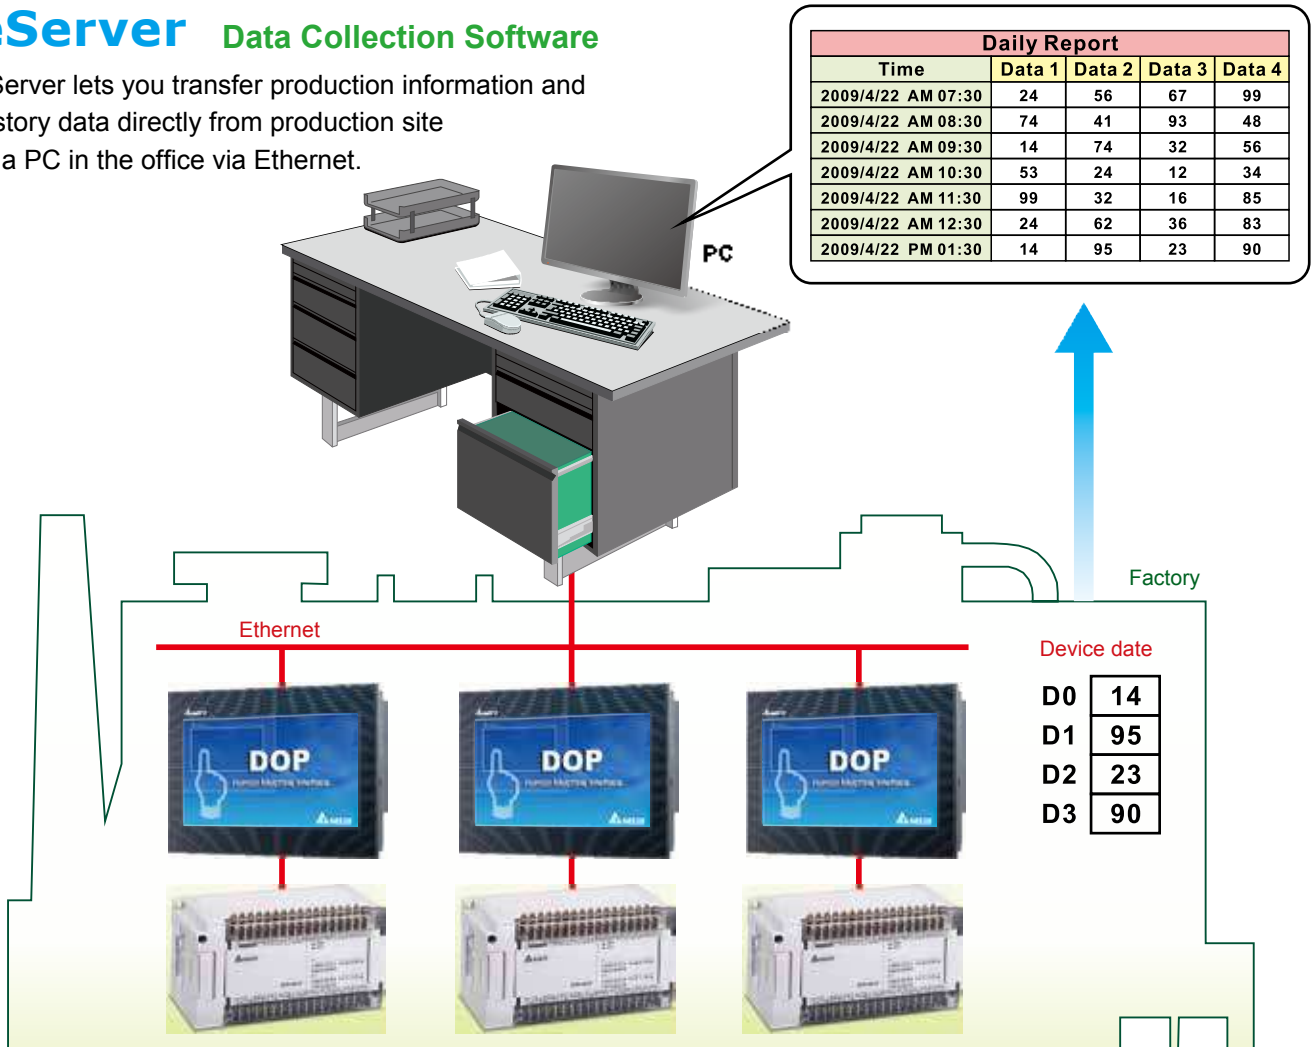 eServer Data Collection Software
Server lets you transfer production information and
story data directly from production site
a PC in the office via Ethernet.
Daily Report
Time Data 1 Data 2 Data 3 Data 4
2009/4/22 AM 07:30 24 56 67 99
2009/4/22 AM 08:30 74 41 93 48
2009/4/22 AM 09:30 14 74 32 56
2009/4/22 AM 10:30 53 24 12 34
2009/4/22 AM 11:30 99 32 16 85
2009/4/22 AM 12:30 24 62 36 83
2009/4/22 PM 01:30 14 95 23 90
PC
Factory
Ethernet
Device date
D0 14
D1 95
D2 23
D3 90
DOP
DOP
DOP